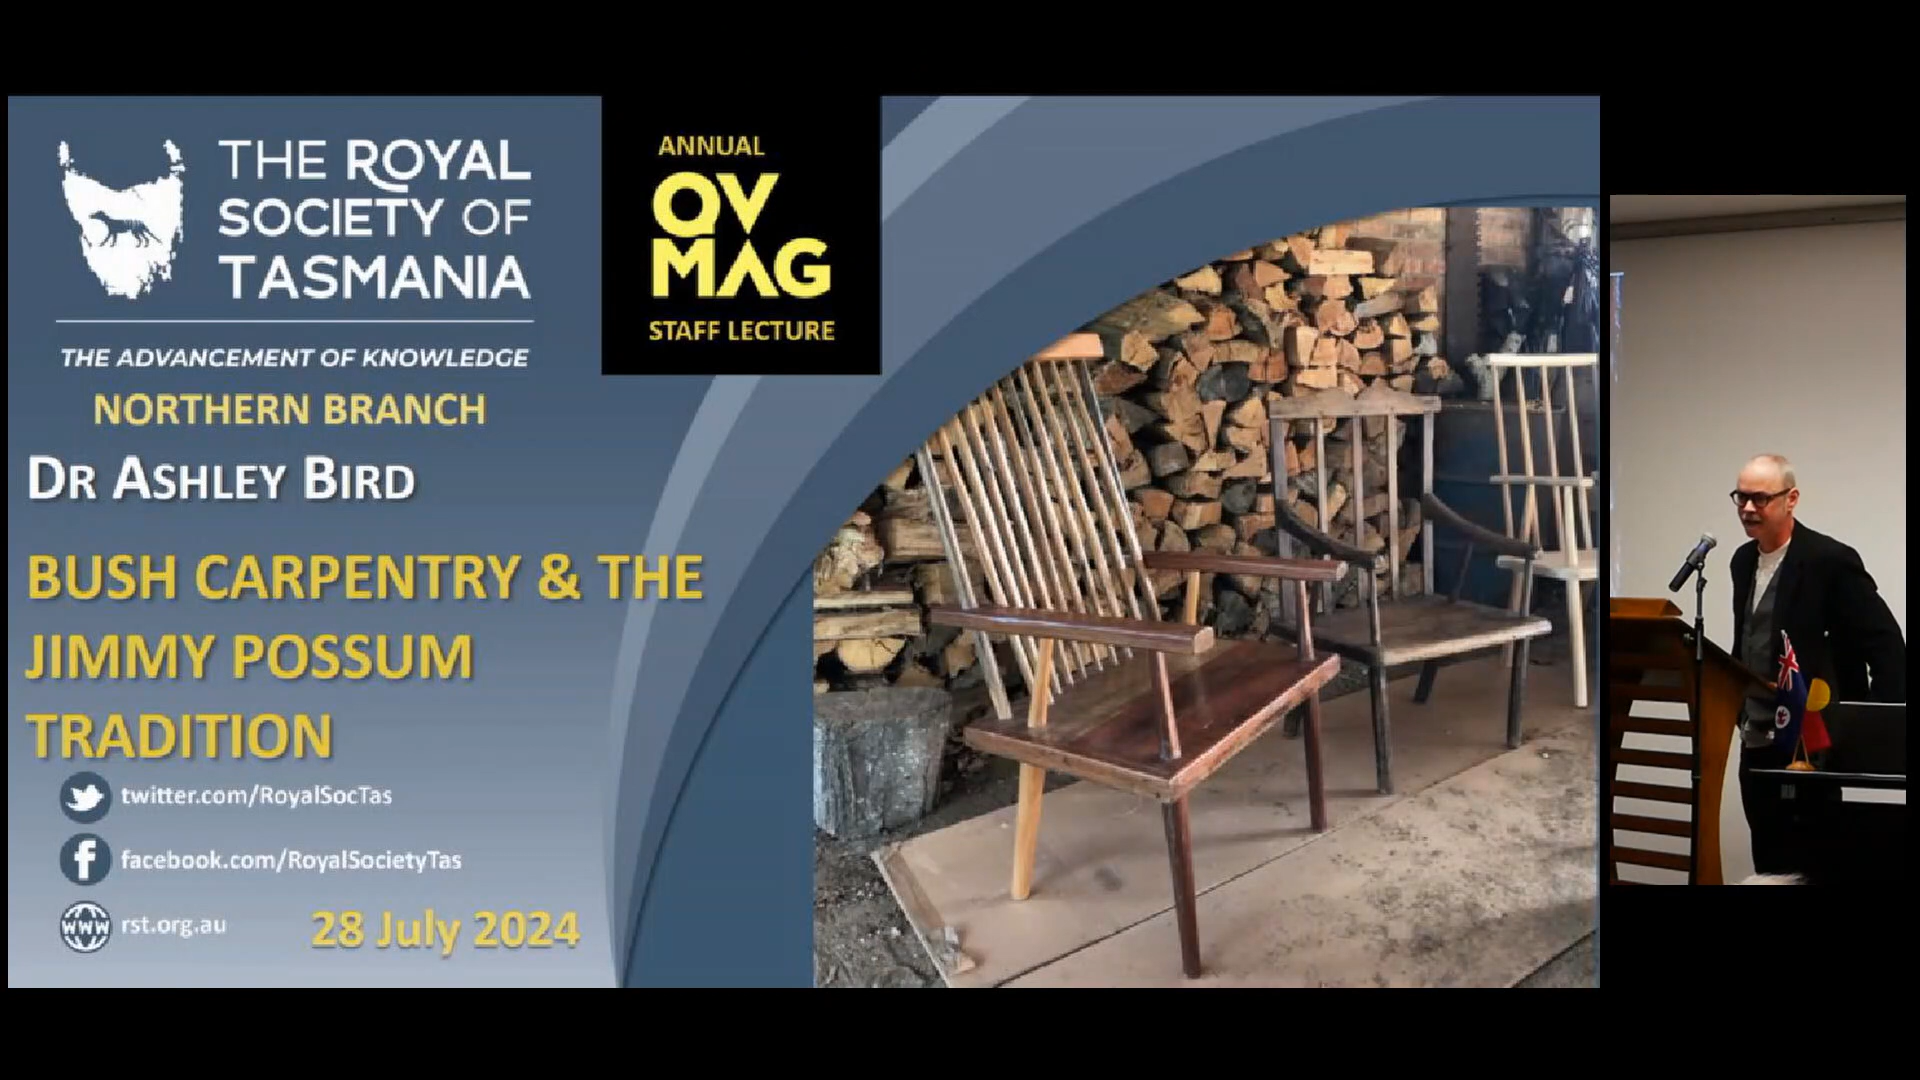 THE ROYAL
SOCIETY OF
TASMANIA
THE ADVANCEMENT OF KNOWLEDGE
NORTHERN BRANCH
ANNUAL
QV
MAG
STAFF LECTURE
DR ASHLEY BIRD
BUSH CARPENTRY & THE
JIMMY POSSUM
TRADITION
twitter.com/RoyalSocTas
facebook.com/RoyalSocietyTas
www rst.org.au
28 July 2024